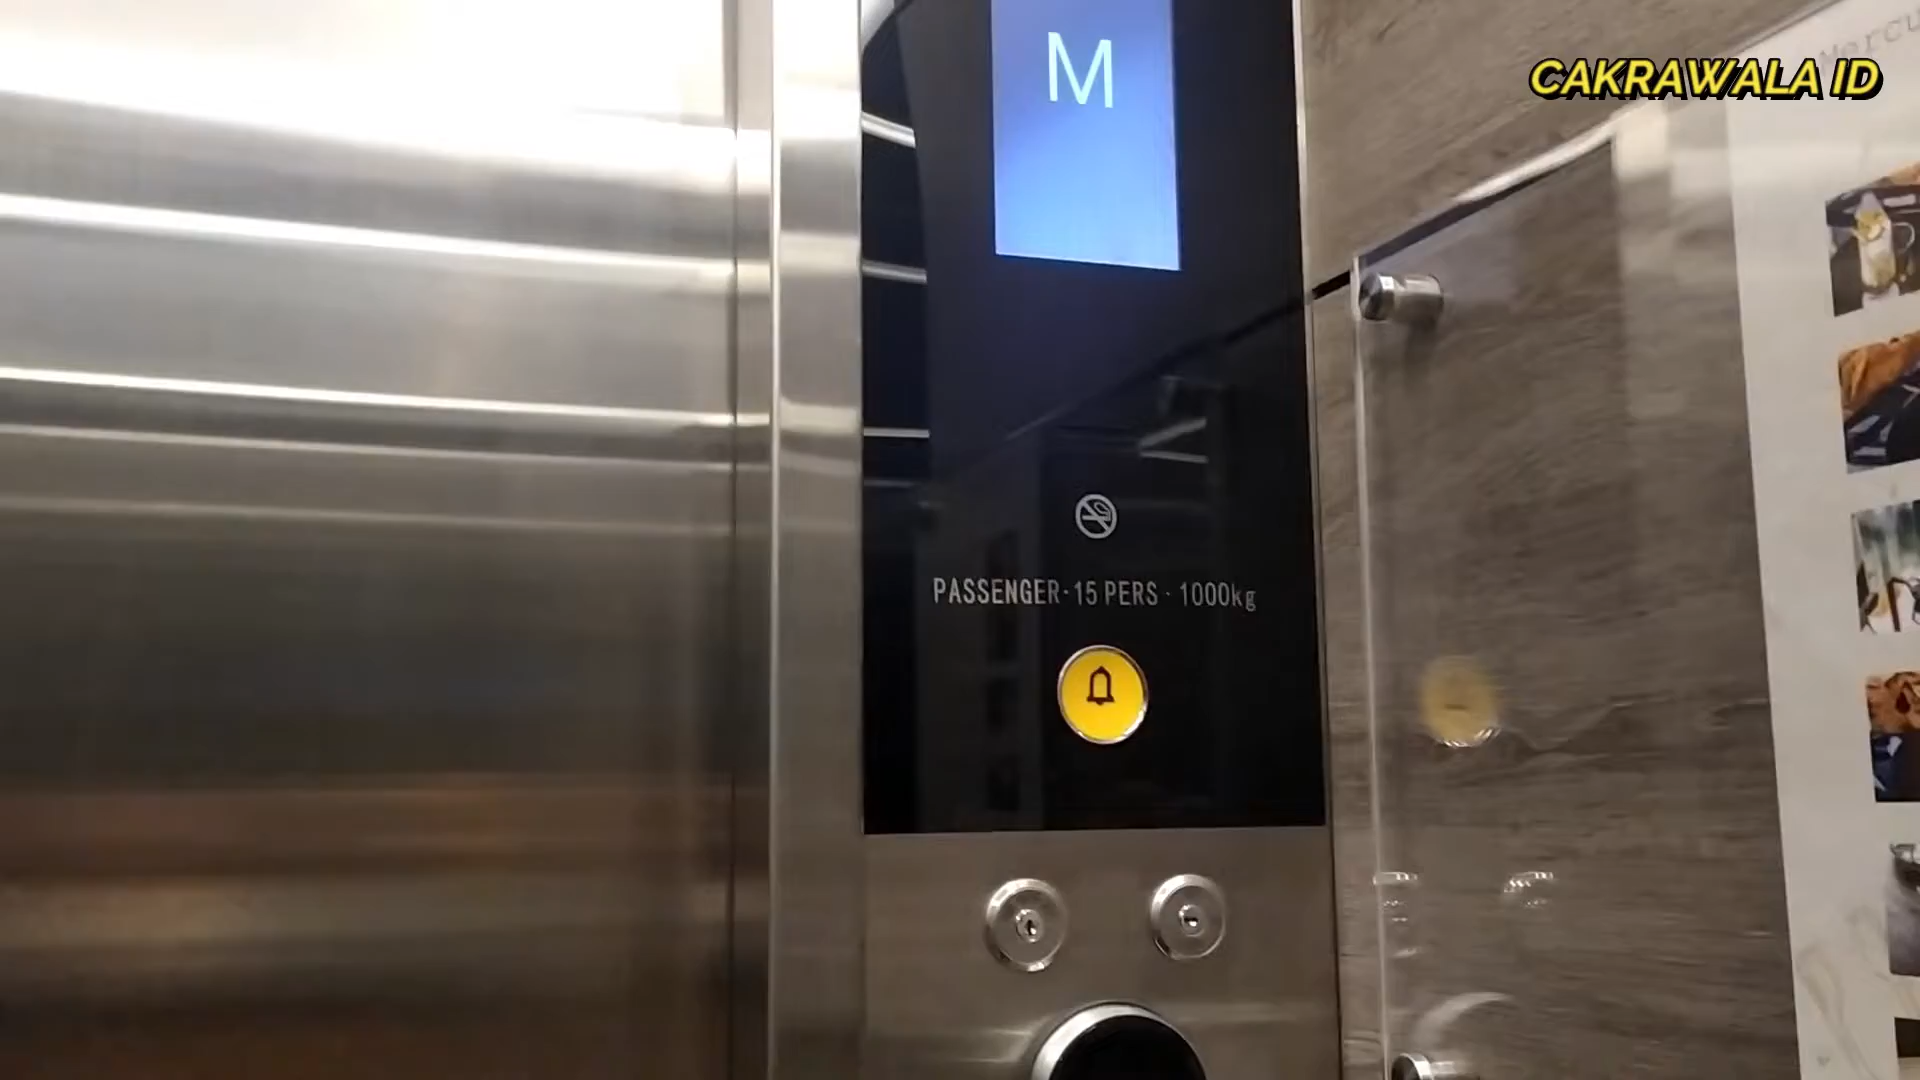 M
CAKRAWALA ID
PASSENGER·15 PERS · 1000kg